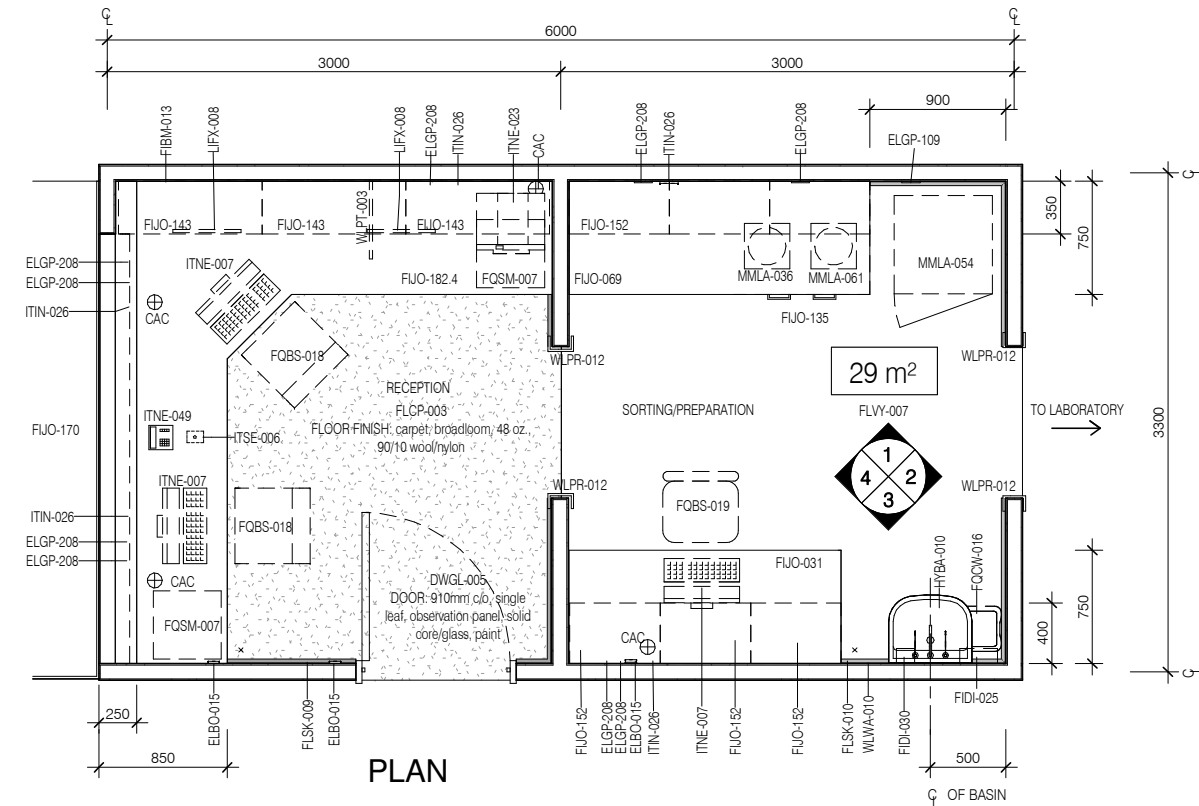 ℄
℄
6000
3000
3000
900
FIBM-013
LIFX-008
LIFX-008
ELGP-208
ITIN-026
ITNE-023
CAC
ELGP-208
ITIN-026
ELGP-208
ELGP-109
℄
350
750
FIJO-143
FIJO-143
WLPT-003
FIJO-143
FIJO-152
MMLA-036
MMLA-061
MMLA-054
ELGP-208
ELGP-208
ITIN-026
ITNE-007
CAC
FIJO-182.4
FQSM-007
FIJO-069
FIJO-135
FQBS-018
WLPR-012
WLPR-012
29 m²
RECEPTION
FLCP-003
FLOOR FINISH: carpet, broadloom, 48 oz.,
90/10 wool/nylon
SORTING/PREPARATION
FLVY-007
TO LABORATORY
3300
FIJO-170
ITNE-049
ITSE-006
1
4
2
3
ITNE-007
WLPR-012
WLPR-012
ITIN-026
ELGP-208
ELGP-208
FQBS-018
FQBS-019
CAC
DWGL-005
DOOR: 910mm c/o, single
leaf, observation panel, solid
core/glass, paint
FIJO-031
HYBA-010
FQCW-016
750
400
FQSM-007
CAC
x
x
℄
250
ELBO-015
FLSK-009
ELBO-015
FIJO-152
ELGP-208
ELGP-208
ELBO-015
ITIN-026
ITNE-007
FIJO-152
FIJO-152
FLSK-010
WLWA-010
FIDI-030
FIDI-025
850
500
PLAN
℄ OF BASIN